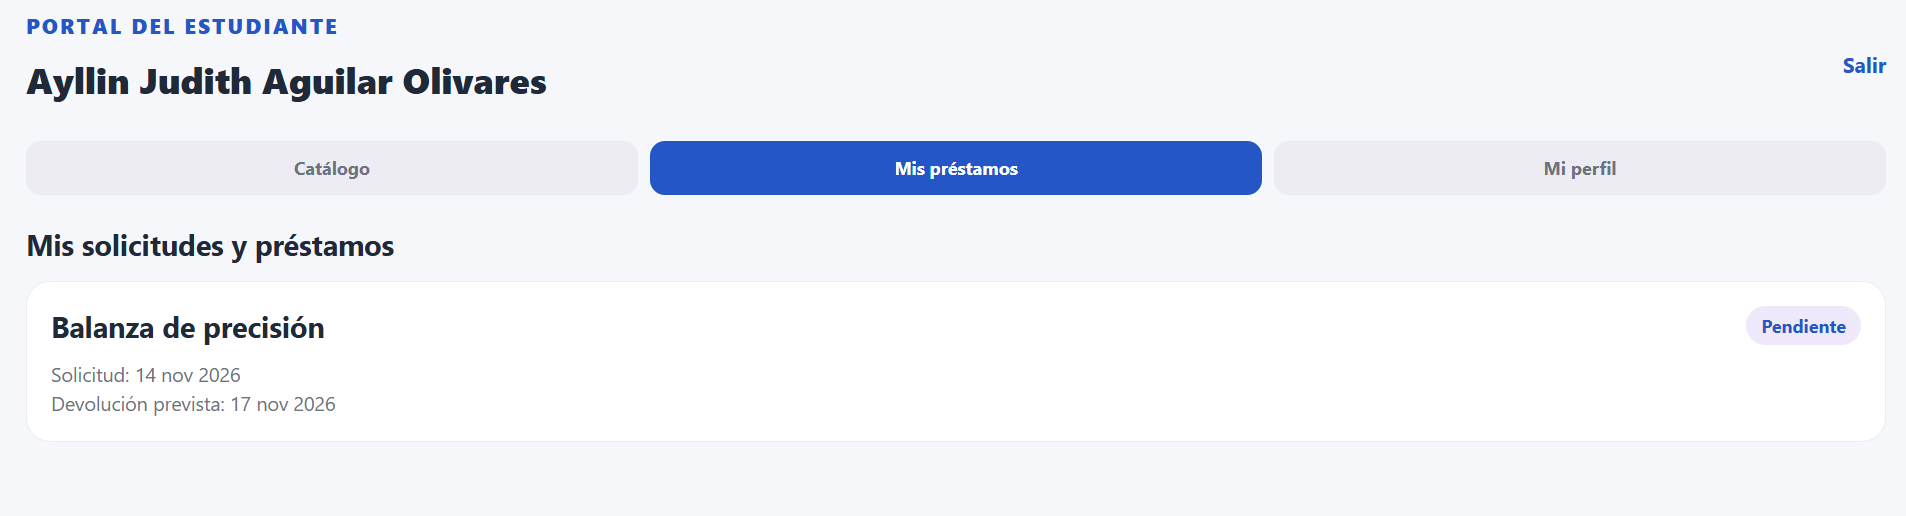 PORTAL DEL ESTUDIANTE
Ayllin Judith Aguilar Olivares
Salir
Catálogo
Mis préstamos
Mi perfil
Mis solicitudes y préstamos
Balanza de precisión
Pendiente
Solicitud: 14 nov 2026
Devolución prevista: 17 nov 2026